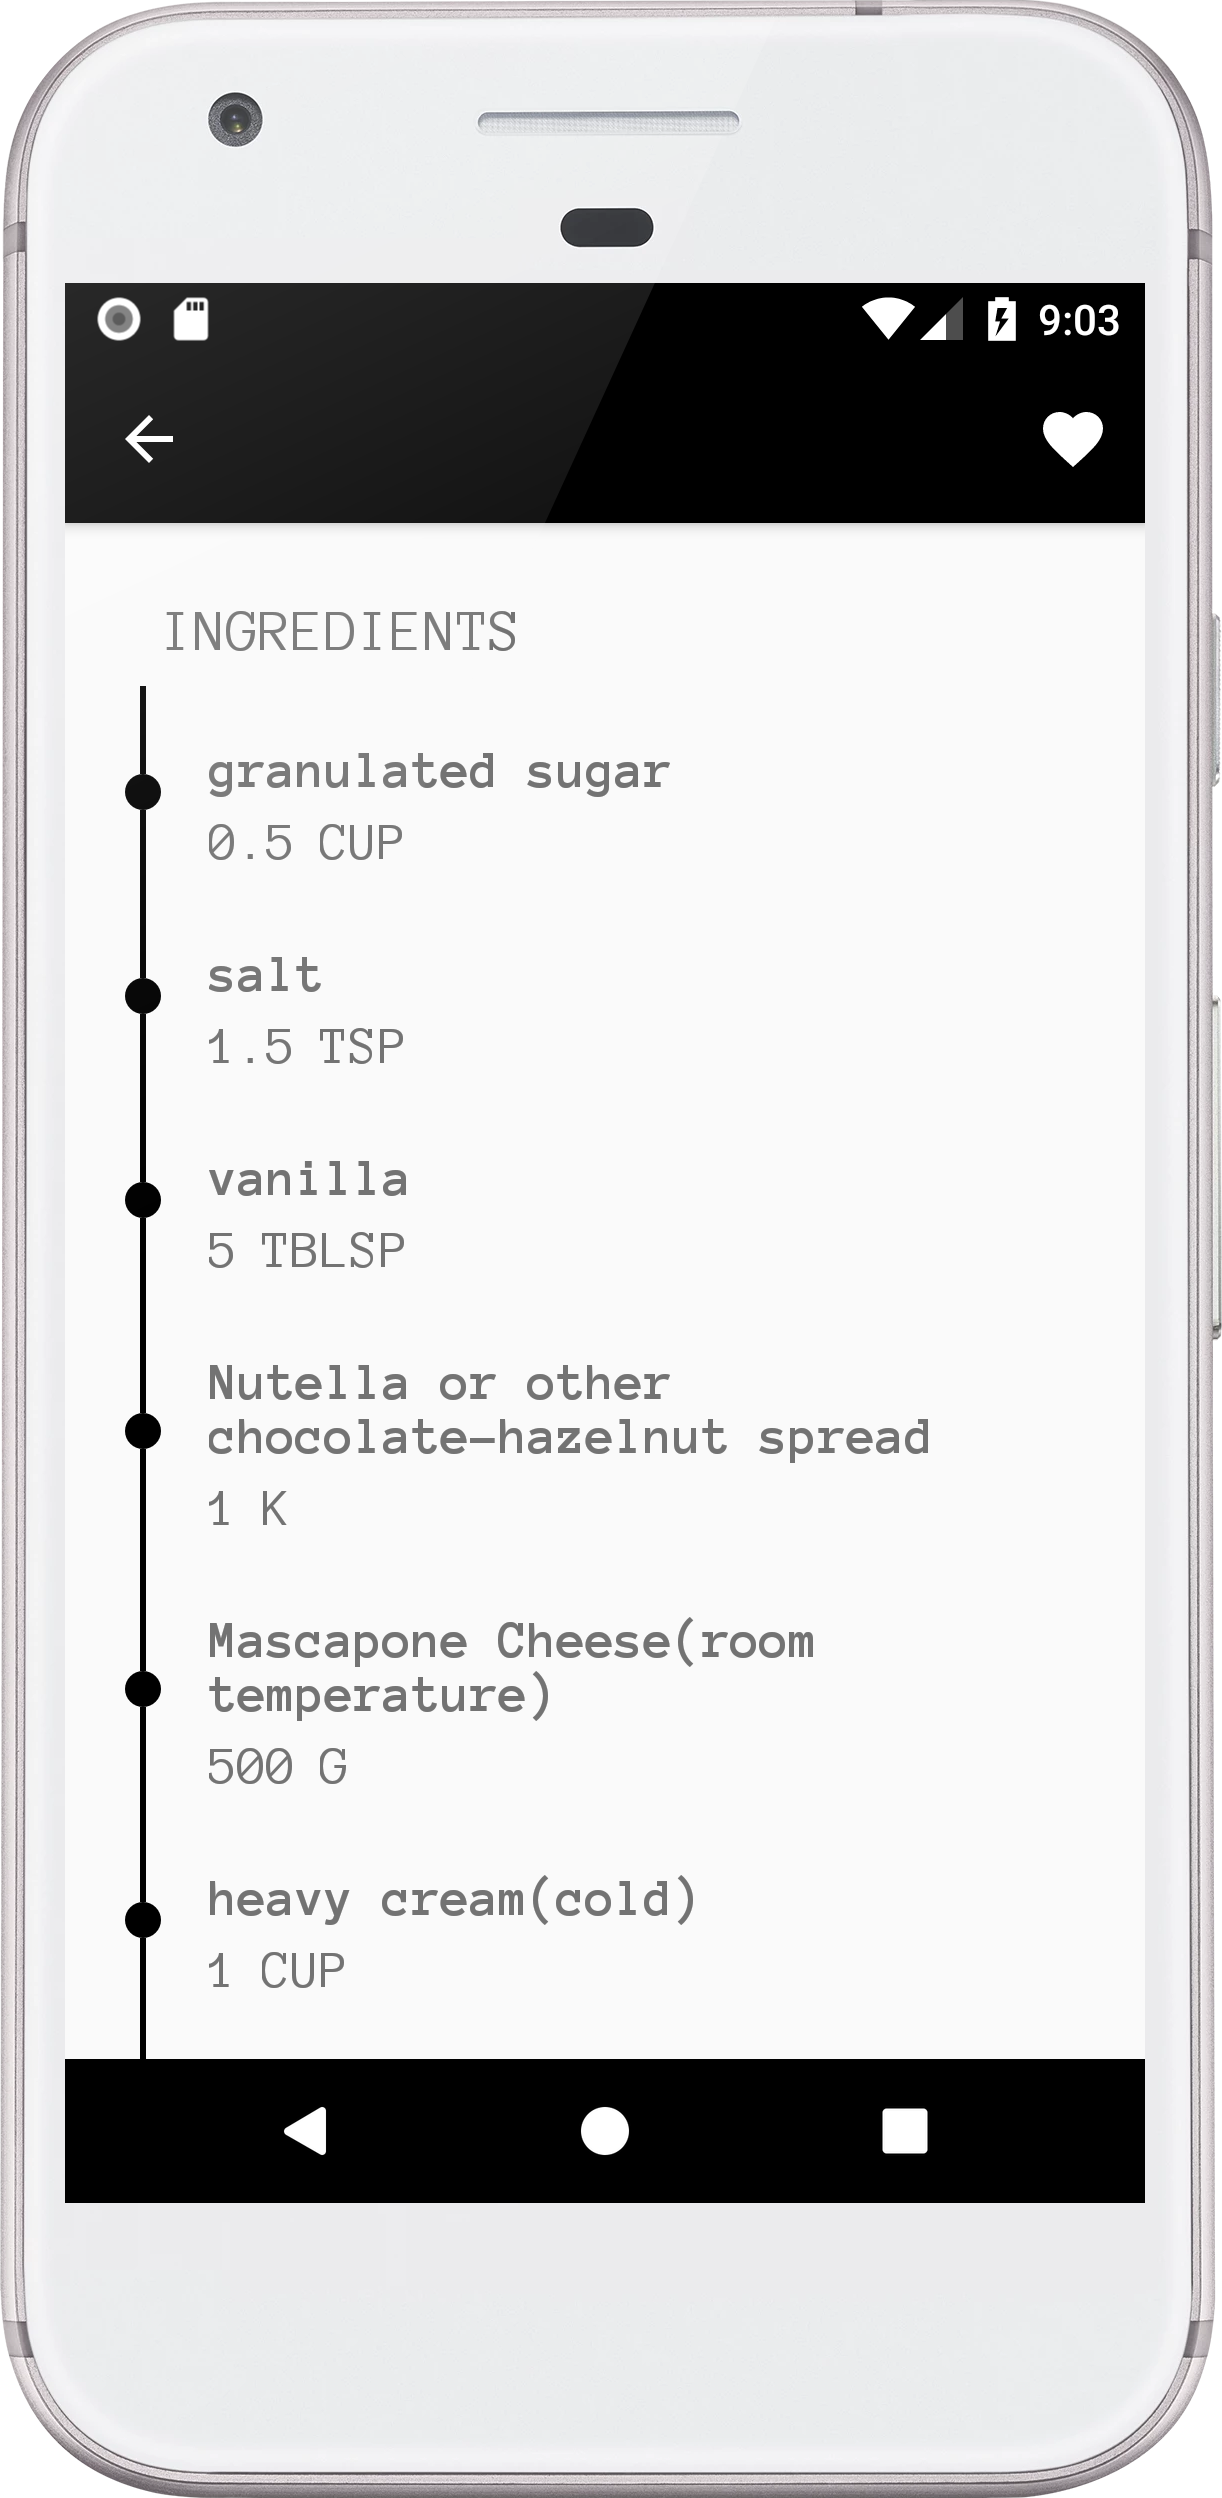 9:03
INGREDIENTS
granulated sugar
0.5 CUP
salt
1.5 TSP
vanilla
5 TBLSP
Nutella or other
chocolate-hazelnut spread
1 K
Mascapone Cheese(room
temperature)
500 G
heavy cream(cold)
1 CUP